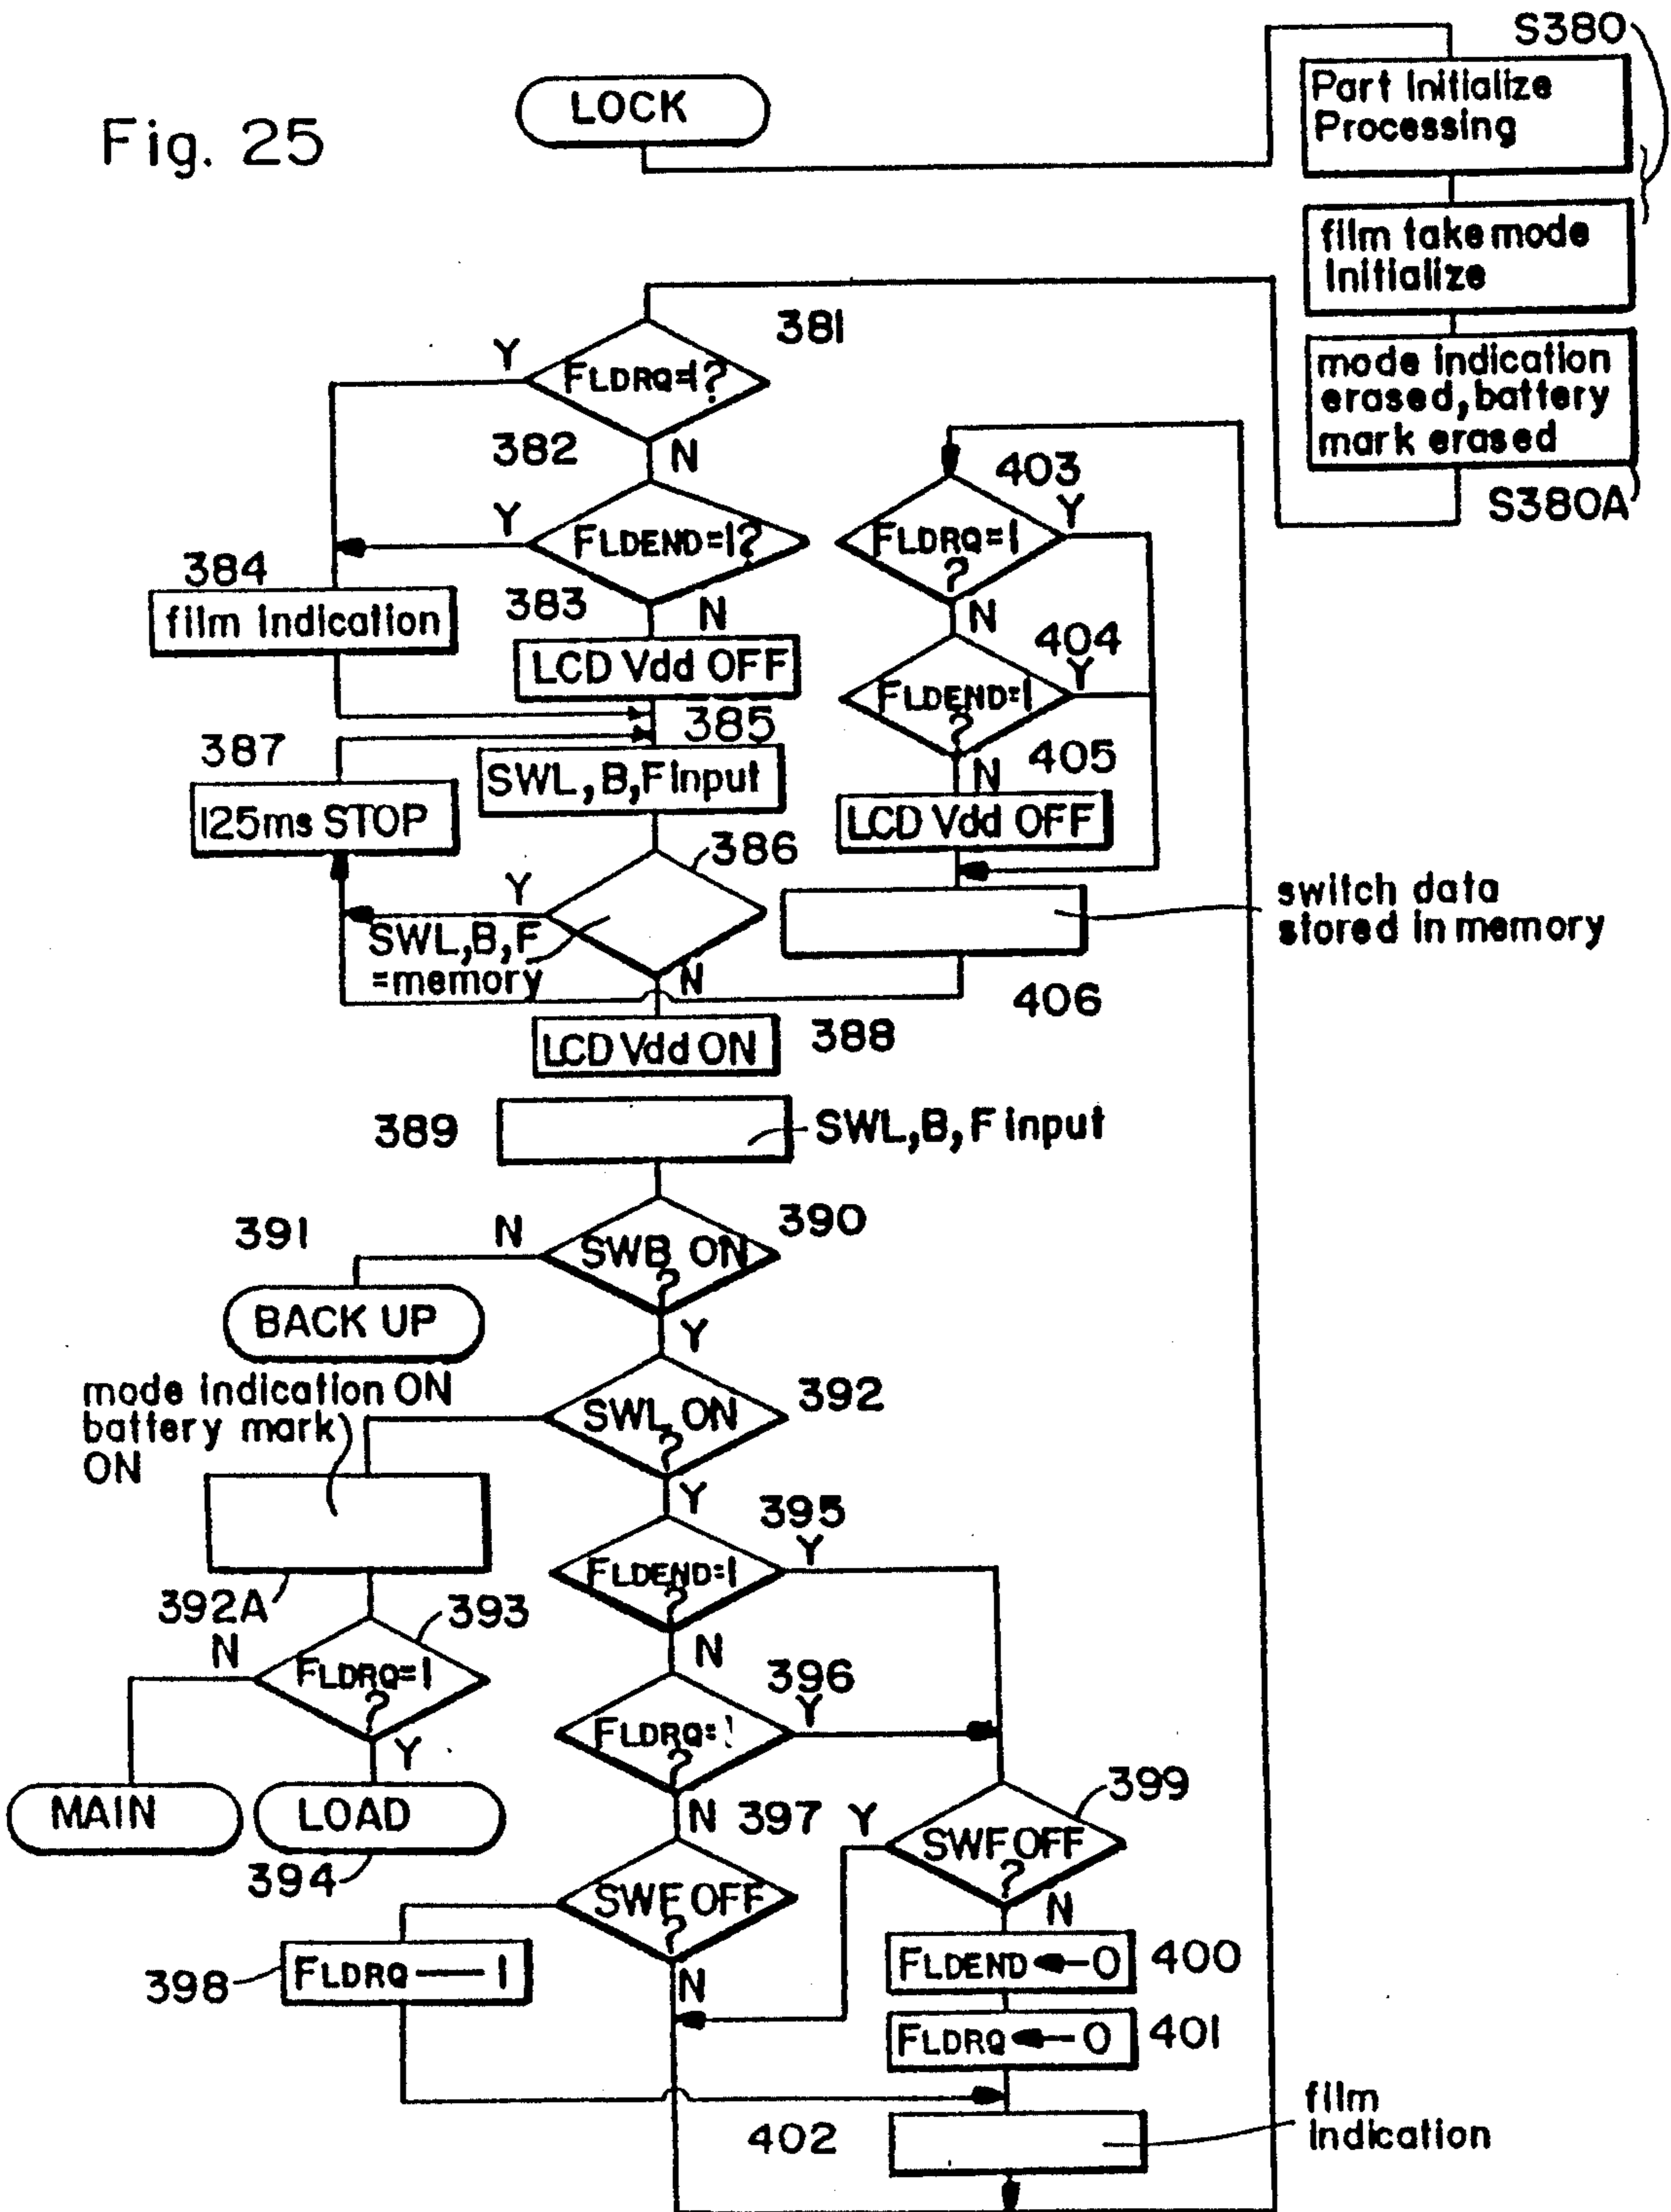 Fig. 25
LOCK
S380
Part Initialize
Processing
film take mode
Initialize
mode indication
erased, battery
mark erased
S380A
381
Y
FLDRQ=1?
N
382
Y
FLDEND=1?
N
384
film indication
383
LCD Vdd OFF
385
387
SWL, B, F Input
125ms STOP
386
Y
SWL, B, F
=memory
N
403
FLDRQ=1
?
Y
N
404
Y
FLDEND=1
?
N
405
LCD Vdd OFF
switch data
stored in memory
406
LCD Vdd ON
388
389
SWL, B, F input
390
391
N
SWB ON
?
Y
BACK UP
mode indication ON
battery mark
ON
392
SWL ON
?
Y
392A
395
Y
FLDEND=1
?
N
393
N
FLDRQ=1
?
Y
396
Y
FLDRQ=1
?
N
MAIN
LOAD
394
397
SWF OFF
?
N
399
Y
SWF OFF
?
N
398
FLDRQ — 1
FLDEND ← 0
400
FLDRQ ← 0
401
402
film
indication